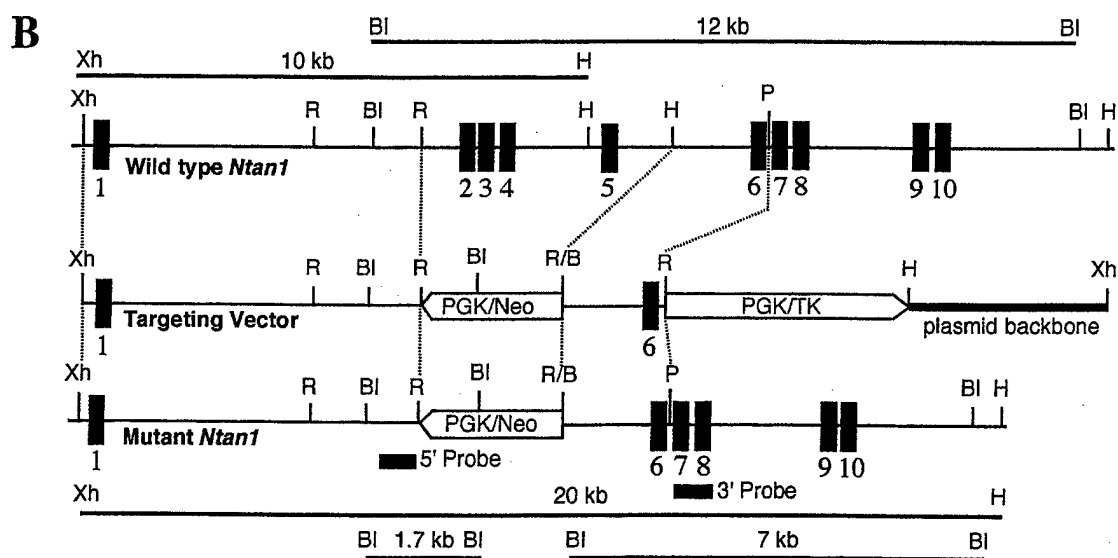 B
Bl 12 kb Bl
Xh 10 kb H
Xh R Bl R H H P Bl H
Wild type Ntan1
1 2 3 4 5 6 7 8 9 10
Xh R Bl R Bl R/B R H Xh
PGK/Neo PGK/TK
Targeting Vector plasmid backbone
1 6
Xh R Bl R Bl R/B P Bl H
PGK/Neo
Mutant Ntan1
1 6 7 8 9 10
5' Probe
3' Probe
Xh 20 kb H
Bl 1.7 kb Bl Bl 7 kb Bl